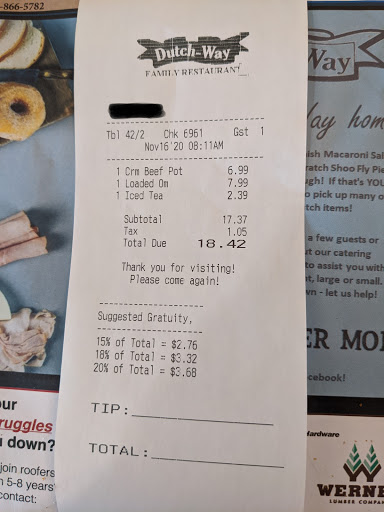 -866-5782
Dutch-Way
FAMILY RESTAURANT
Tbl 42/2 Chk 6961 Gst 1
Nov16'20 08:11AM
1 Crm Beef Pot 6.99
1 Loaded Om 7.99
1 Iced Tea 2.39
Subtotal 17.37
Tax 1.05
Total Due 18.42
Thank you for visiting!
Please come again!
Suggested Gratuity,
15% of Total = $2.76
18% of Total = $3.32
20% of Total = $3.68
TIP:
TOTAL:
Way
lay hom
ish Macaroni Sal
ratch Shoo Fly Pie
ugh! If that's YOU
o pick up many o
tch items!
a few guests or
ut our catering
to assist you with
nt, large or small.
wn - let us help!
ER MO
cebook!
Hardware
WERNE
LUMBER COMPA
our
ruggles
i down?
join roofers
n 5-8 years'
contact: